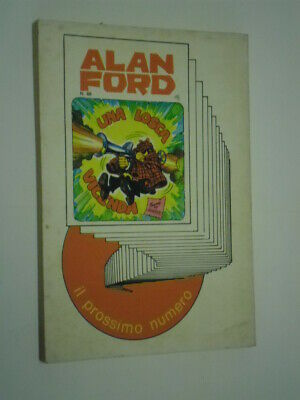 ALAN
FORD
UNA LOSCA
VICENDA
il prossimo numero